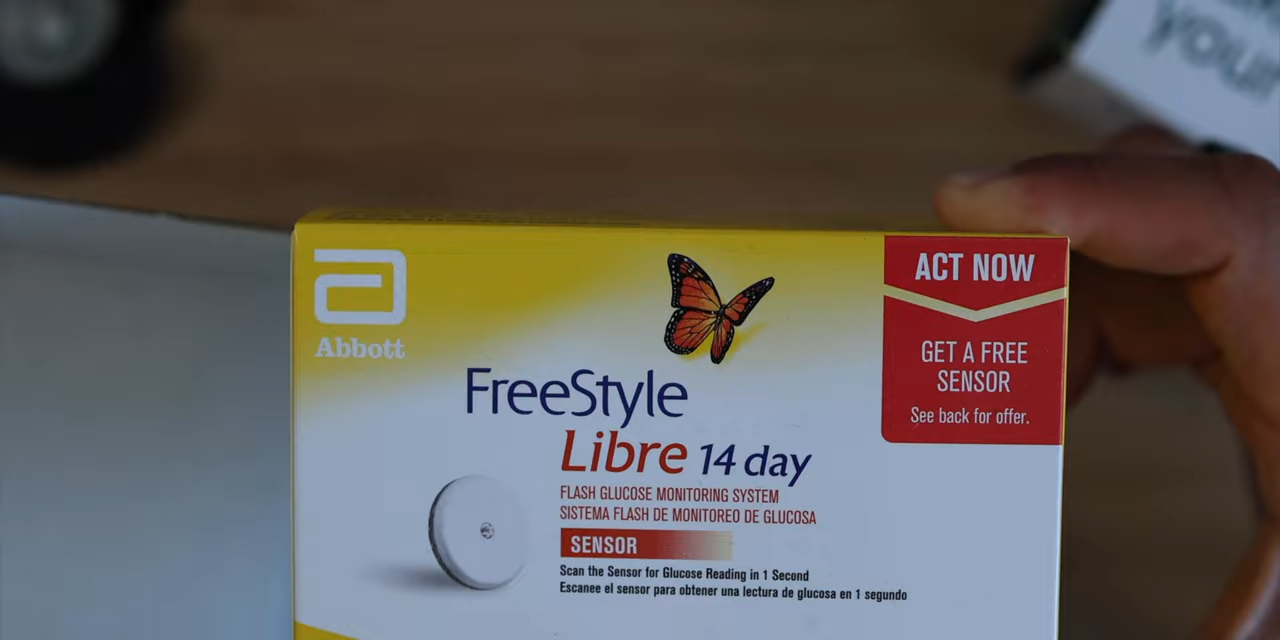 your
Abbott
ACT NOW
GET A FREE
SENSOR
See back for offer.
FreeStyle
Libre 14 day
FLASH GLUCOSE MONITORING SYSTEM
SISTEMA FLASH DE MONITOREO DE GLUCOSA
SENSOR
Scan the Sensor for Glucose Reading in 1 Second
Escanee el sensor para obtener una lectura de glucosa en 1 segundo